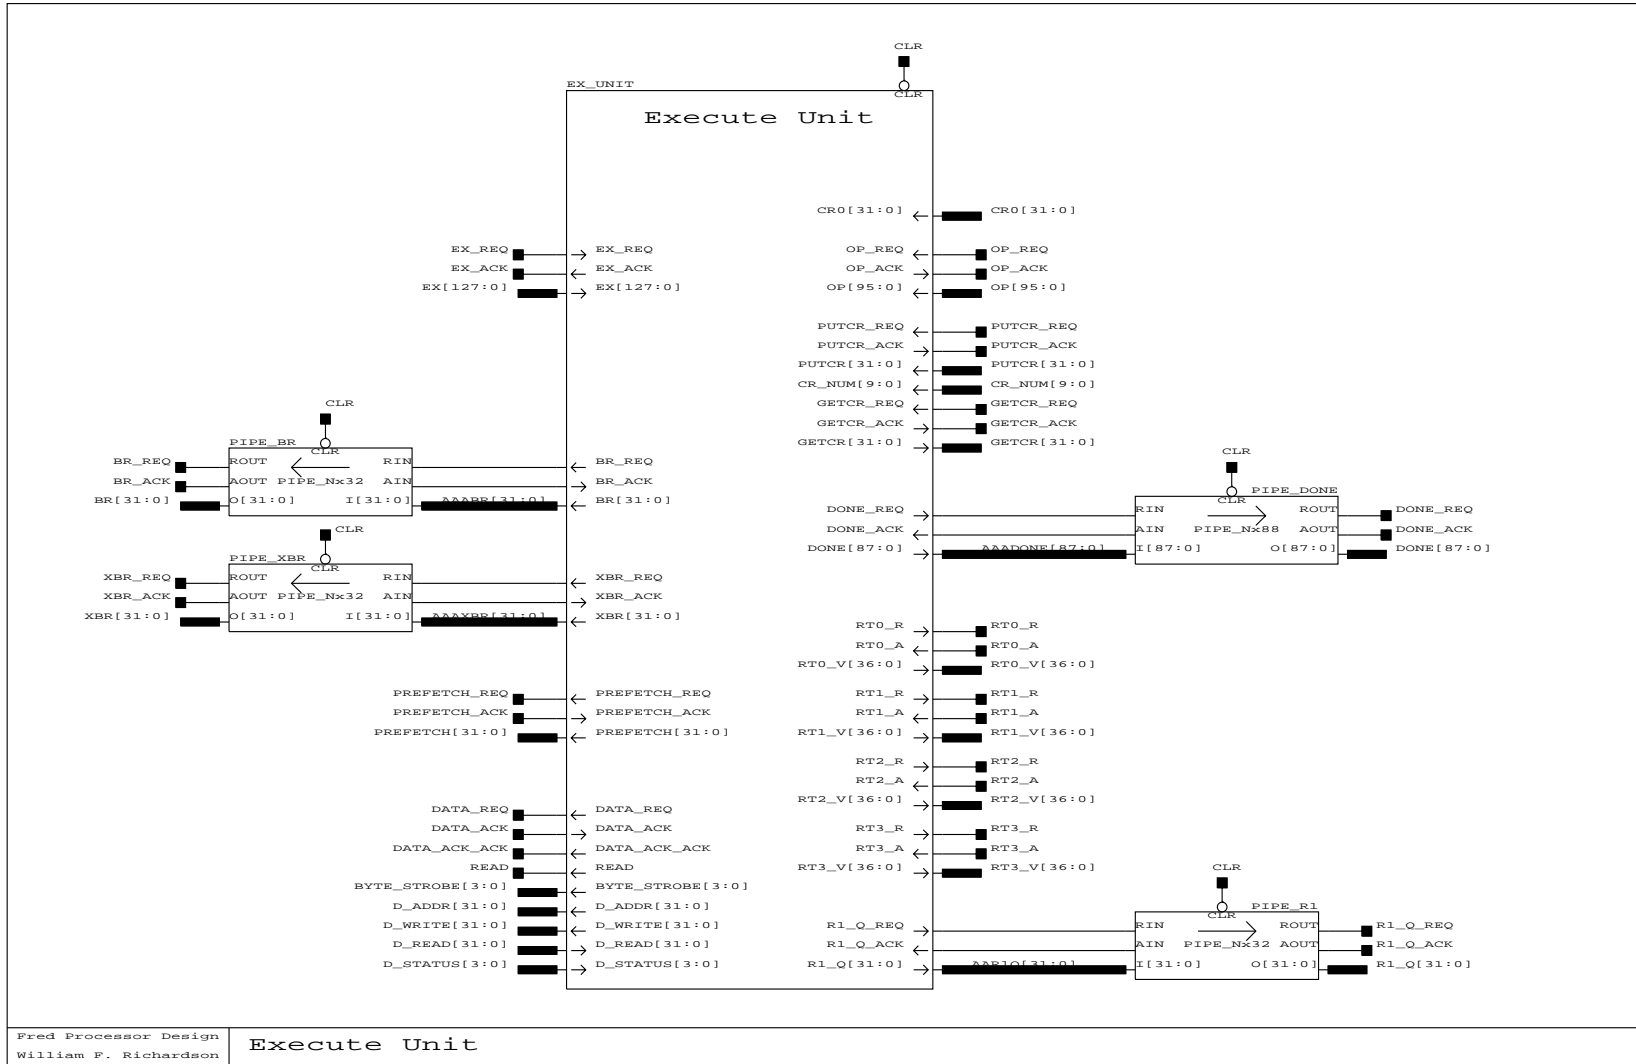 CLR
EX_UNIT
CLR
Execute Unit
CR0[31:0] CR0[31:0]
EX_REQ EX_REQ OP_REQ OP_REQ
EX_ACK EX_ACK OP_ACK OP_ACK
EX[127:0] EX[127:0] OP[95:0] OP[95:0]
PUTCR_REQ PUTCR_REQ
PUTCR_ACK PUTCR_ACK
PUTCR[31:0] PUTCR[31:0]
CR_NUM[9:0] CR_NUM[9:0]
CLR GETCR_REQ GETCR_REQ
GETCR_ACK GETCR_ACK
PIPE_BR GETCR[31:0] GETCR[31:0]
CLR CLR
BR_REQ ROUT RIN BR_REQ
BR_ACK AOUT PIPE_Nx32 AIN BR_ACK
BR[31:0] O[31:0] I[31:0] AAABR[31:0] BR[31:0]
PIPE_DONE
CLR
DONE_REQ RIN ROUT DONE_REQ
CLR DONE_ACK AIN PIPE_Nx88 AOUT DONE_ACK
DONE[87:0] AAADONE[87:0] I[87:0] O[87:0] DONE[87:0]
PIPE_XBR
CLR
XBR_REQ ROUT RIN XBR_REQ
XBR_ACK AOUT PIPE_Nx32 AIN XBR_ACK
XBR[31:0] O[31:0] I[31:0] AAAXBR[31:0] XBR[31:0]
RT0_R RT0_R
RT0_A RT0_A
RT0_V[36:0] RT0_V[36:0]
PREFETCH_REQ PREFETCH_REQ RT1_R RT1_R
PREFETCH_ACK PREFETCH_ACK RT1_A RT1_A
PREFETCH[31:0] PREFETCH[31:0] RT1_V[36:0] RT1_V[36:0]
RT2_R RT2_R
RT2_A RT2_A
RT2_V[36:0] RT2_V[36:0]
DATA_REQ DATA_REQ
DATA_ACK DATA_ACK RT3_R RT3_R
DATA_ACK_ACK DATA_ACK_ACK RT3_A RT3_A
READ READ RT3_V[36:0] RT3_V[36:0] CLR
BYTE_STROBE[3:0] BYTE_STROBE[3:0]
D_ADDR[31:0] D_ADDR[31:0] PIPE_R1
CLR
D_WRITE[31:0] D_WRITE[31:0] R1_Q_REQ RIN ROUT R1_Q_REQ
D_READ[31:0] D_READ[31:0] R1_Q_ACK AIN PIPE_Nx32 AOUT R1_Q_ACK
D_STATUS[3:0] D_STATUS[3:0] R1_Q[31:0] AAR1Q[31:0] I[31:0] O[31:0] R1_Q[31:0]
Fred Processor Design
William F. Richardson
Execute Unit